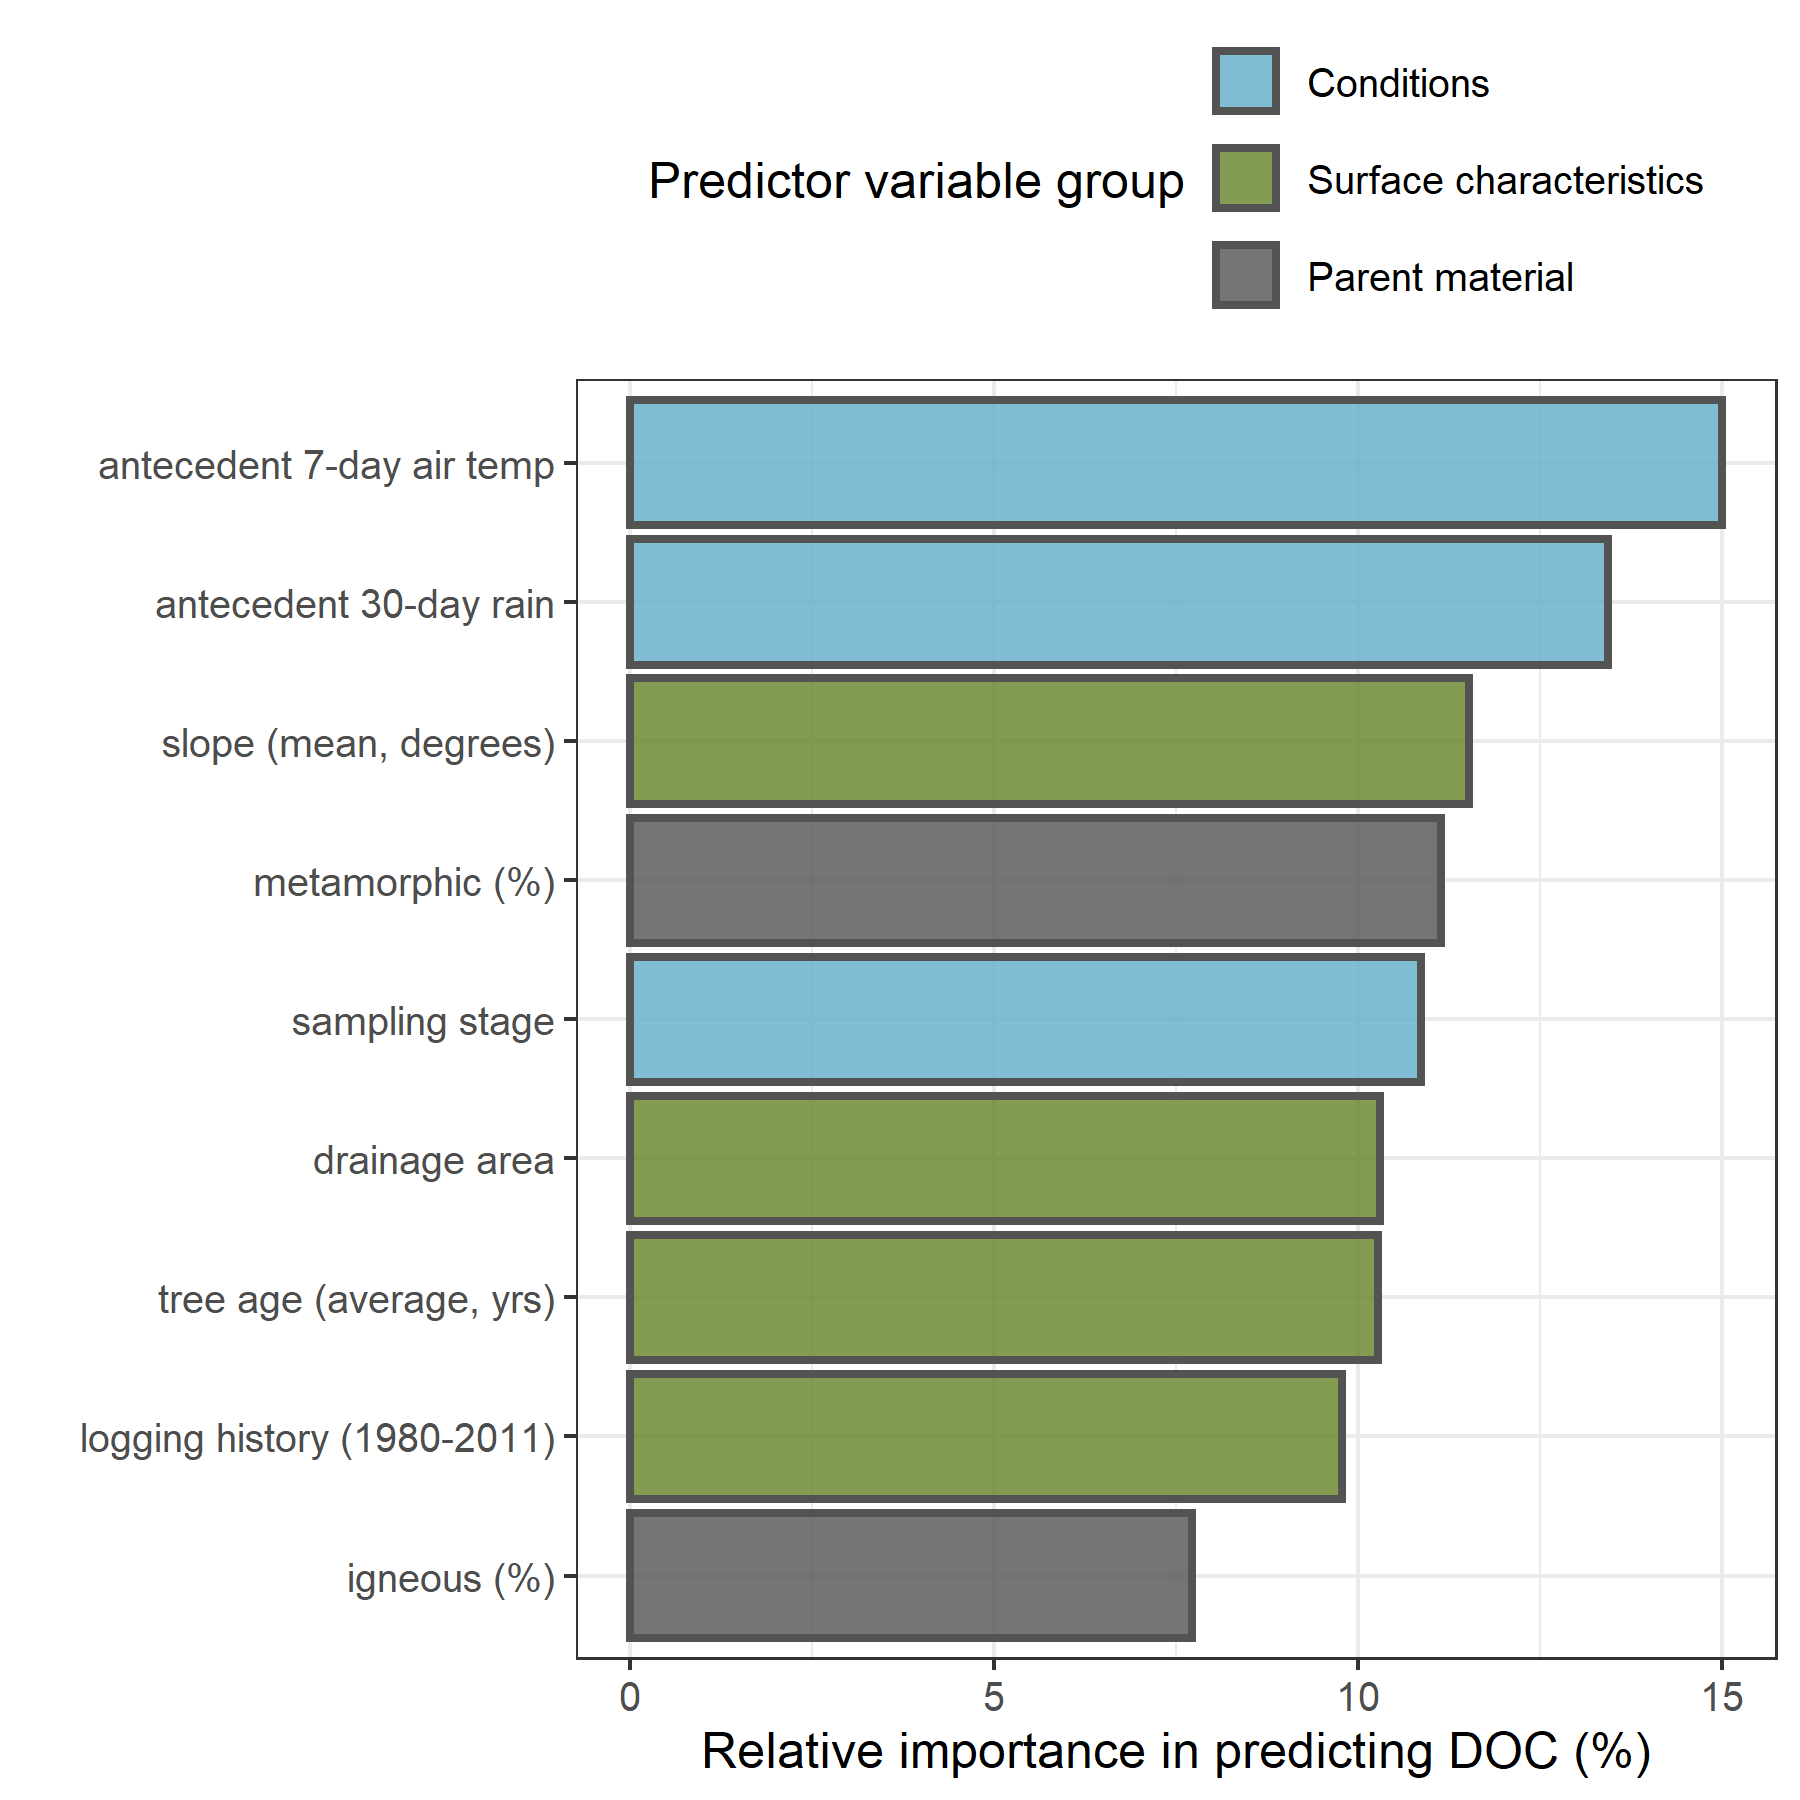 Predictor variable group
Conditions
Surface characteristics
Parent material
antecedent 7-day air temp
antecedent 30-day rain
slope (mean, degrees)
metamorphic (%)
sampling stage
drainage area
tree age (average, yrs)
logging history (1980-2011)
igneous (%)
0 5 10 15
Relative importance in predicting DOC (%)